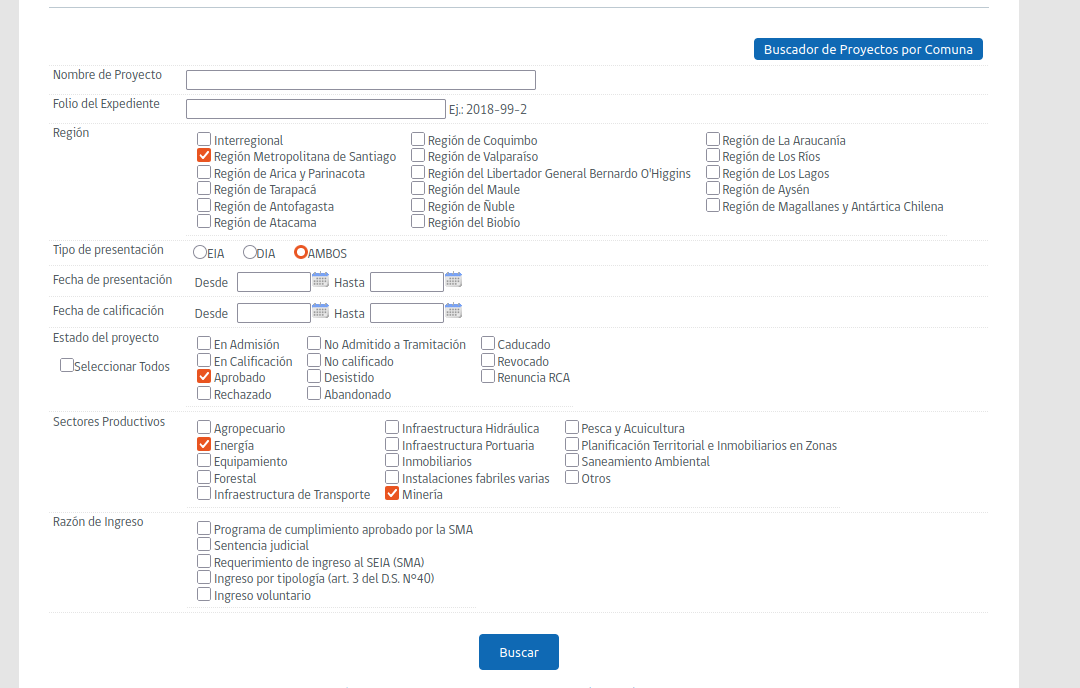 Buscador de Proyectos por Comuna
Nombre de Proyecto
Folio del Expediente Ej.: 2018-99-2
Región
Interregional Región de Coquimbo Región de La Araucanía
Región Metropolitana de Santiago Región de Valparaíso Región de Los Ríos
Región de Arica y Parinacota Región del Libertador General Bernardo O'Higgins Región de Los Lagos
Región de Tarapacá Región del Maule Región de Aysén
Región de Antofagasta Región de Ñuble Región de Magallanes y Antártica Chilena
Región de Atacama Región del Biobío
Tipo de presentación EIA DIA AMBOS
Fecha de presentación Desde Hasta
Fecha de calificación Desde Hasta
Estado del proyecto
En Admisión No Admitido a Tramitación Caducado
Seleccionar Todos En Calificación No calificado Revocado
Aprobado Desistido Renuncia RCA
Rechazado Abandonado
Sectores Productivos
Agropecuario Infraestructura Hidráulica Pesca y Acuicultura
Energía Infraestructura Portuaria Planificación Territorial e Inmobiliarios en Zonas
Equipamiento Inmobiliarios Saneamiento Ambiental
Forestal Instalaciones fabriles varias Otros
Infraestructura de Transporte Minería
Razón de Ingreso
Programa de cumplimiento aprobado por la SMA
Sentencia judicial
Requerimiento de ingreso al SEIA (SMA)
Ingreso por tipología (art. 3 del D.S. Nº40)
Ingreso voluntario
Buscar